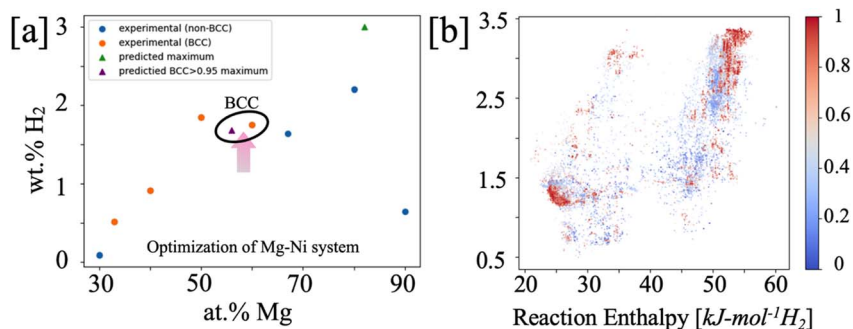 [a]
experimental (non-BCC)
experimental (BCC)
predicted maximum
predictied BCC>0.95 maximum
BCC
Optimization of Mg-Ni system
wt.% H2
3
2
1
0
30
50
70
90
at.% Mg
[b]
3.5
2.5
1.5
0.5
20
30
40
50
60
Reaction Enthalpy [kJ-mol-1H2]
1
0.8
0.6
0.4
0.2
0